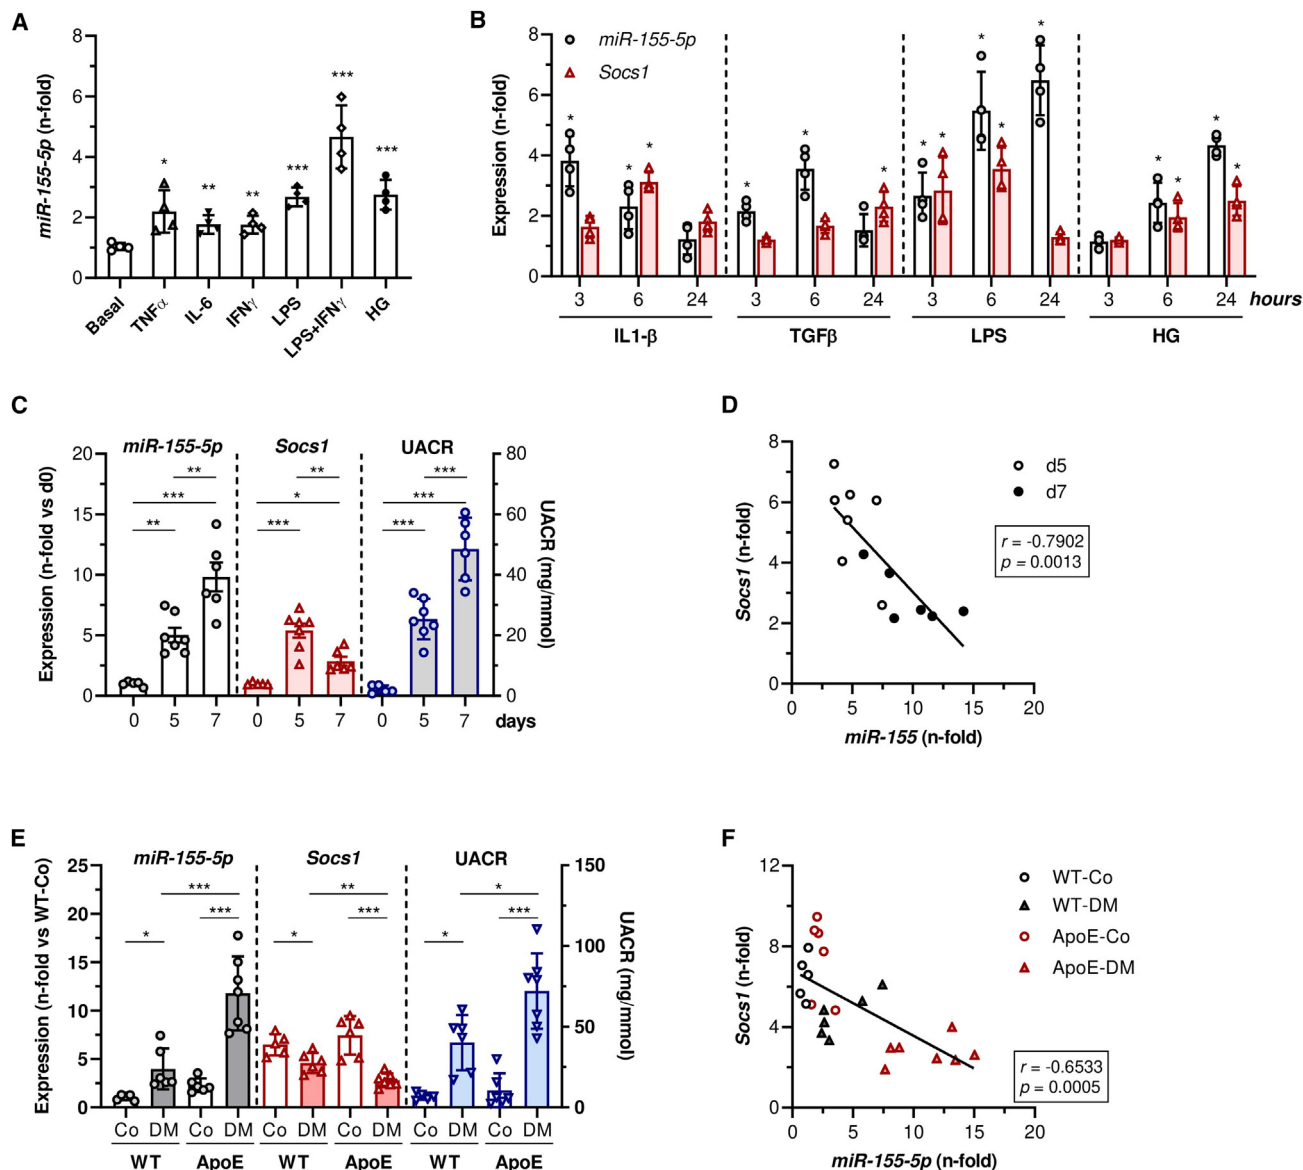 A
miR-155-5p (n-fold)
8
6
4
2
0
*
**
**
***
***
***
Basal
TNFα
IL-6
IFNγ
LPS
LPS+IFNγ
HG
B
Expression (n-fold)
8
6
4
2
0
miR-155-5p
Socs1
* * * * * * * * * * * * * * *
3 6 24 3 6 24 3 6 24 3 6 24 hours
IL1-β TGFβ LPS HG
C
Expression (n-fold vs d0)
20
15
10
5
0
miR-155-5p Socs1 UACR
** ** ***
*** * ***
** *** ***
80
60
40
20
0
UACR (mg/mmol)
0 5 7 0 5 7 0 5 7 days
D
Socs1 (n-fold)
8
6
4
2
0
d5
d7
r = -0.7902
p = 0.0013
0 5 10 15 20
miR-155 (n-fold)
E
Expression (n-fold vs WT-Co)
25
20
15
10
5
0
miR-155-5p Socs1 UACR
*** ** *
*** *** ***
* * *
150
100
50
0
UACR (mg/mmol)
Co DM Co DM Co DM Co DM Co DM Co DM
WT ApoE WT ApoE WT ApoE
F
Socs1 (n-fold)
12
8
4
0
WT-Co
WT-DM
ApoE-Co
ApoE-DM
r = -0.6533
p = 0.0005
0 5 10 15 20
miR-155-5p (n-fold)